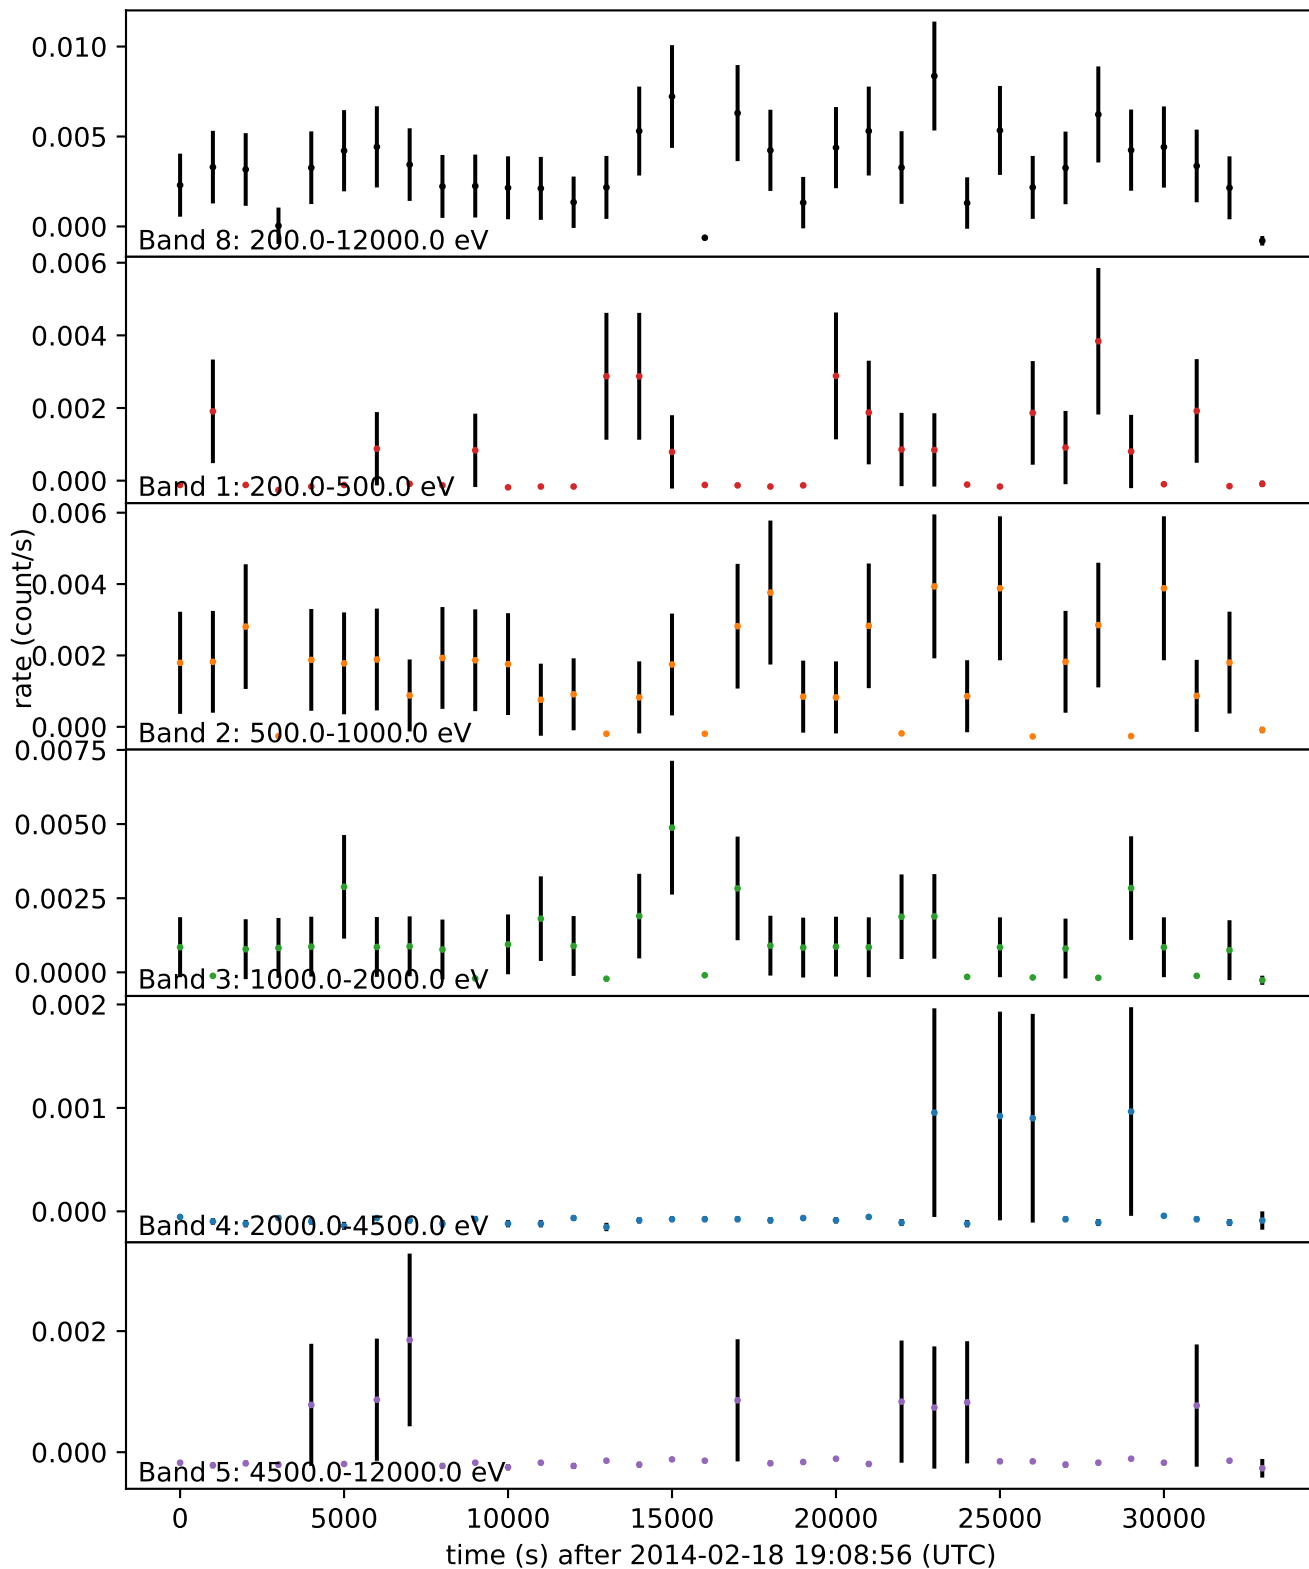 0.010
0.005
0.000
Band 8: 200.0-12000.0 eV
0.006
0.004
0.002
0.000
Band 1: 200.0-500.0 eV
rate (count/s)
0.006
0.004
0.002
0.000
Band 2: 500.0-1000.0 eV
0.0075
0.0050
0.0025
0.0000
Band 3: 1000.0-2000.0 eV
0.002
0.001
0.000
Band 4: 2000.0-4500.0 eV
0.002
0.000
Band 5: 4500.0-12000.0 eV
0 5000 10000 15000 20000 25000 30000
time (s) after 2014-02-18 19:08:56 (UTC)